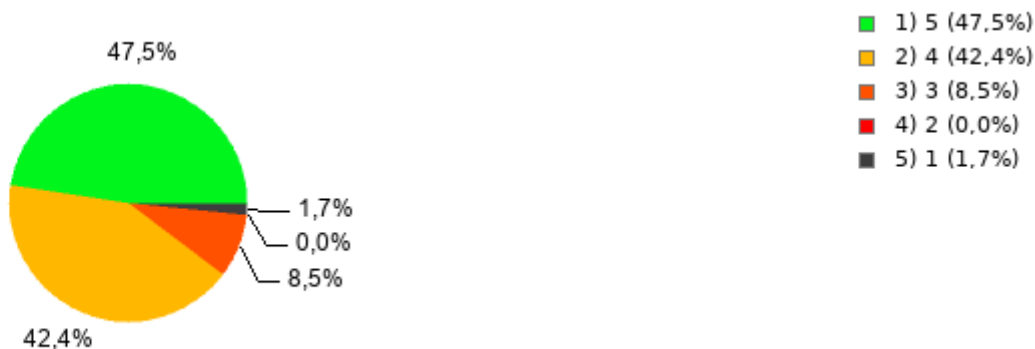 47,5%
1,7%
0,0%
8,5%
42,4%
1) 5 (47,5%)
2) 4 (42,4%)
3) 3 (8,5%)
4) 2 (0,0%)
5) 1 (1,7%)